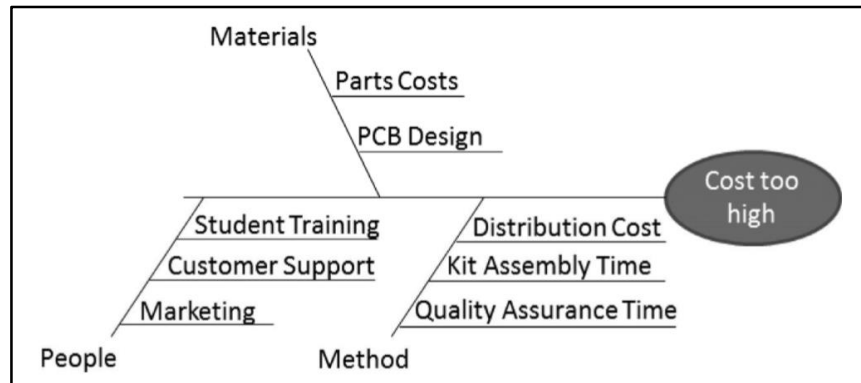 Materials
Parts Costs
PCB Design
Cost too
high
Student Training
Customer Support
Marketing
People
Distribution Cost
Kit Assembly Time
Quality Assurance Time
Method